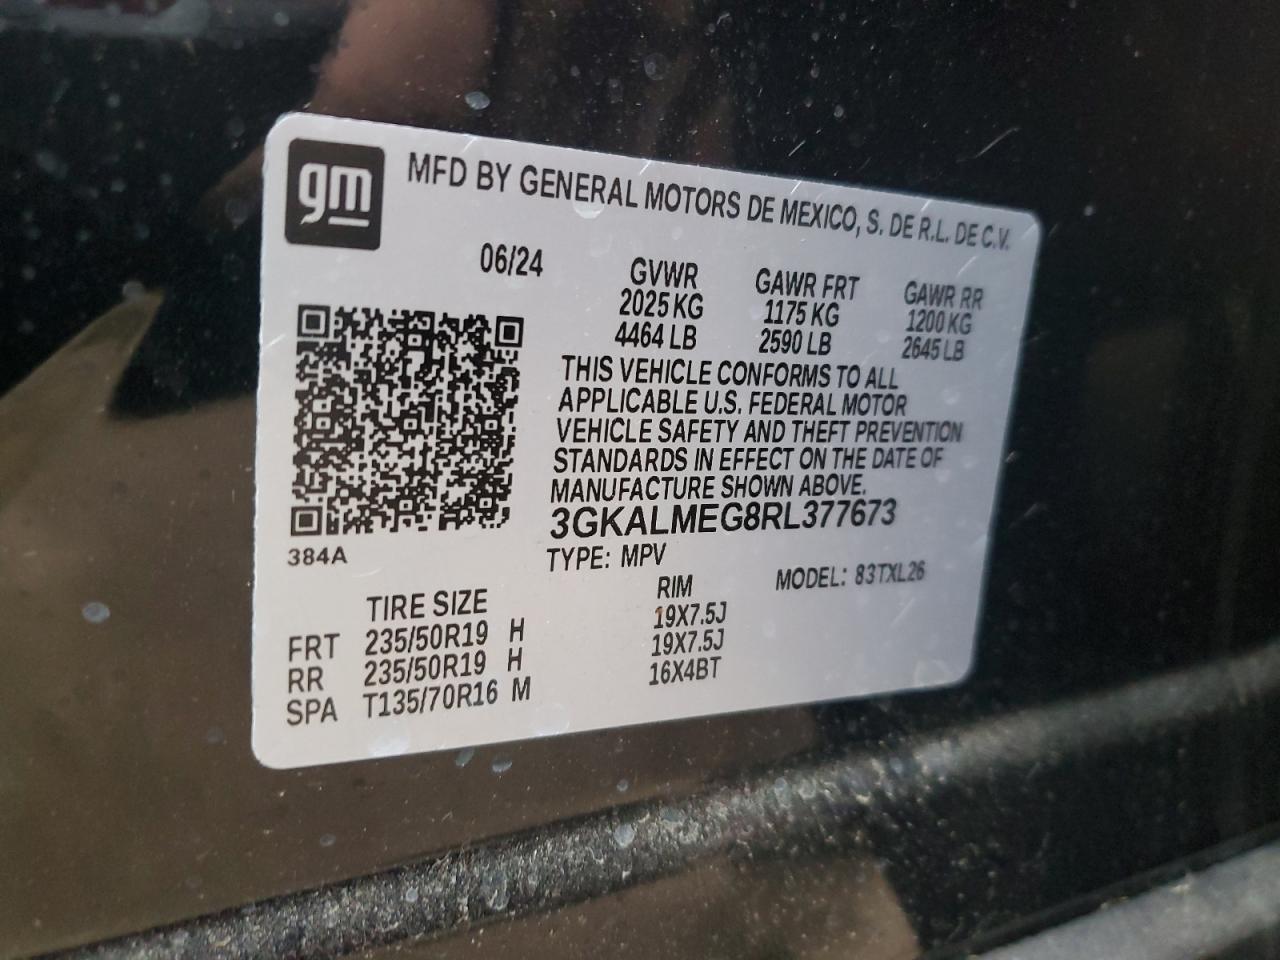 gm MFD BY GENERAL MOTORS DE MEXICO, S. DE R.L. DE C.V.
06/24 GVWR GAWR FRT GAWR RR
2025 KG 1175 KG 1200 KG
4464 LB 2590 LB 2645 LB
THIS VEHICLE CONFORMS TO ALL
APPLICABLE U.S. FEDERAL MOTOR
VEHICLE SAFETY AND THEFT PREVENTION
STANDARDS IN EFFECT ON THE DATE OF
MANUFACTURE SHOWN ABOVE.
3GKALMEG8RL377673
384A TYPE: MPV MODEL: 83TXL26
TIRE SIZE RIM
FRT 235/50R19 H 19X7.5J
RR 235/50R19 H 19X7.5J
SPA T135/70R16 M 16X4BT